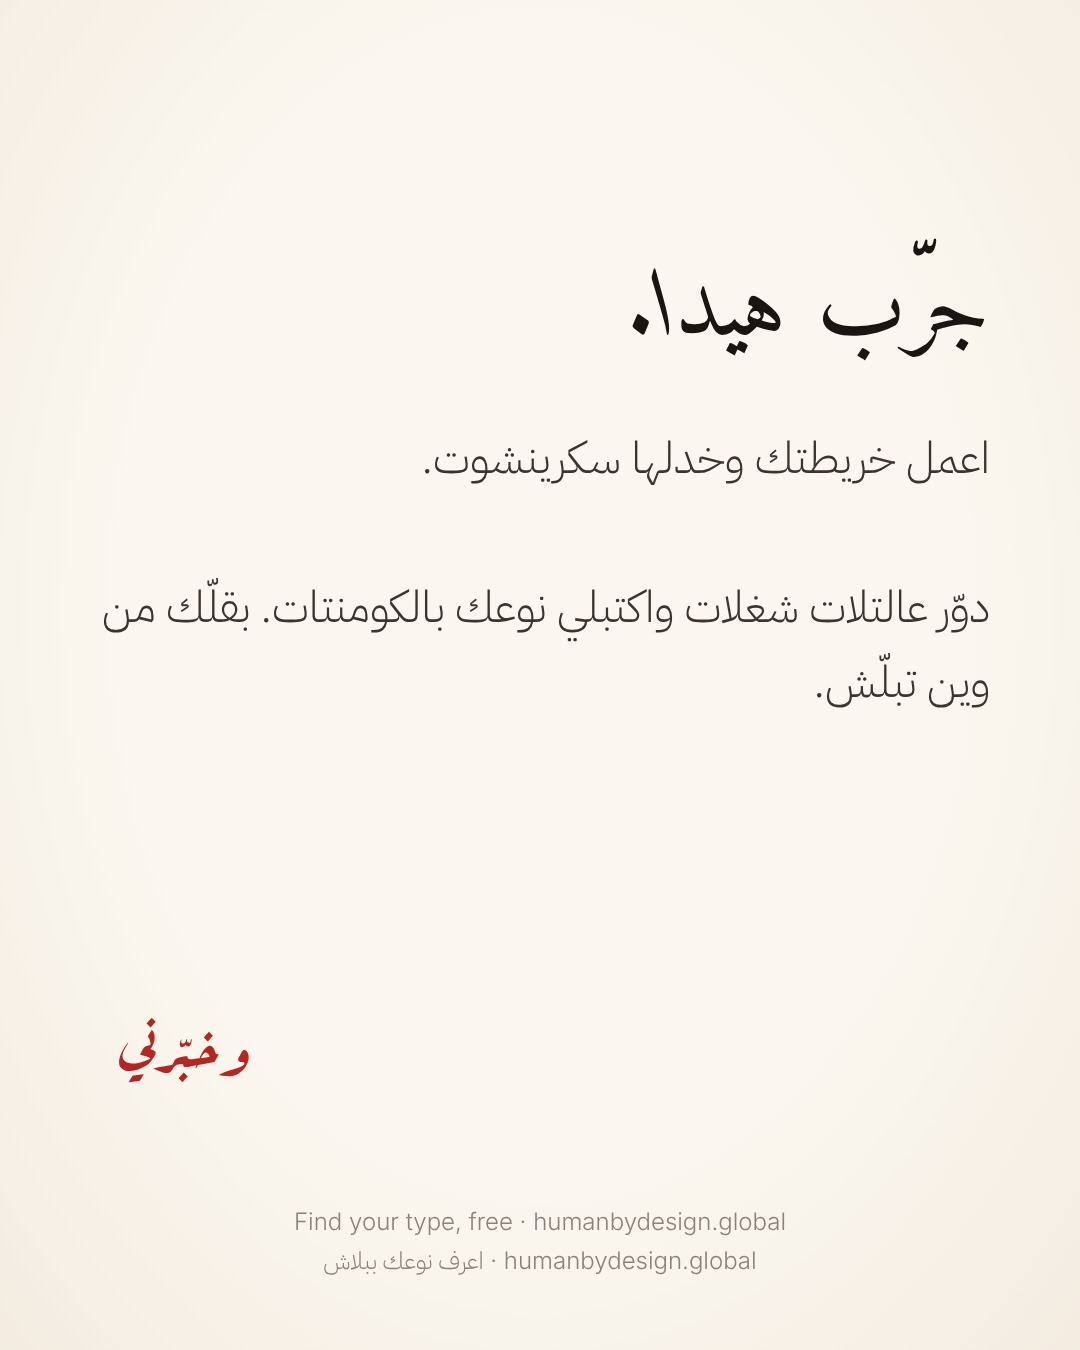 جرّب هيدا.
اعمل خريطتك وخدلها سكرينشوت.
دوّر عالتلات شغلات واكتبلي نوعك بالكومنتات. بقلّك من
وين تبلّش.
وخبّرني
Find your type, free · humanbydesign.global
اعرف نوعك ببلاش · humanbydesign.global